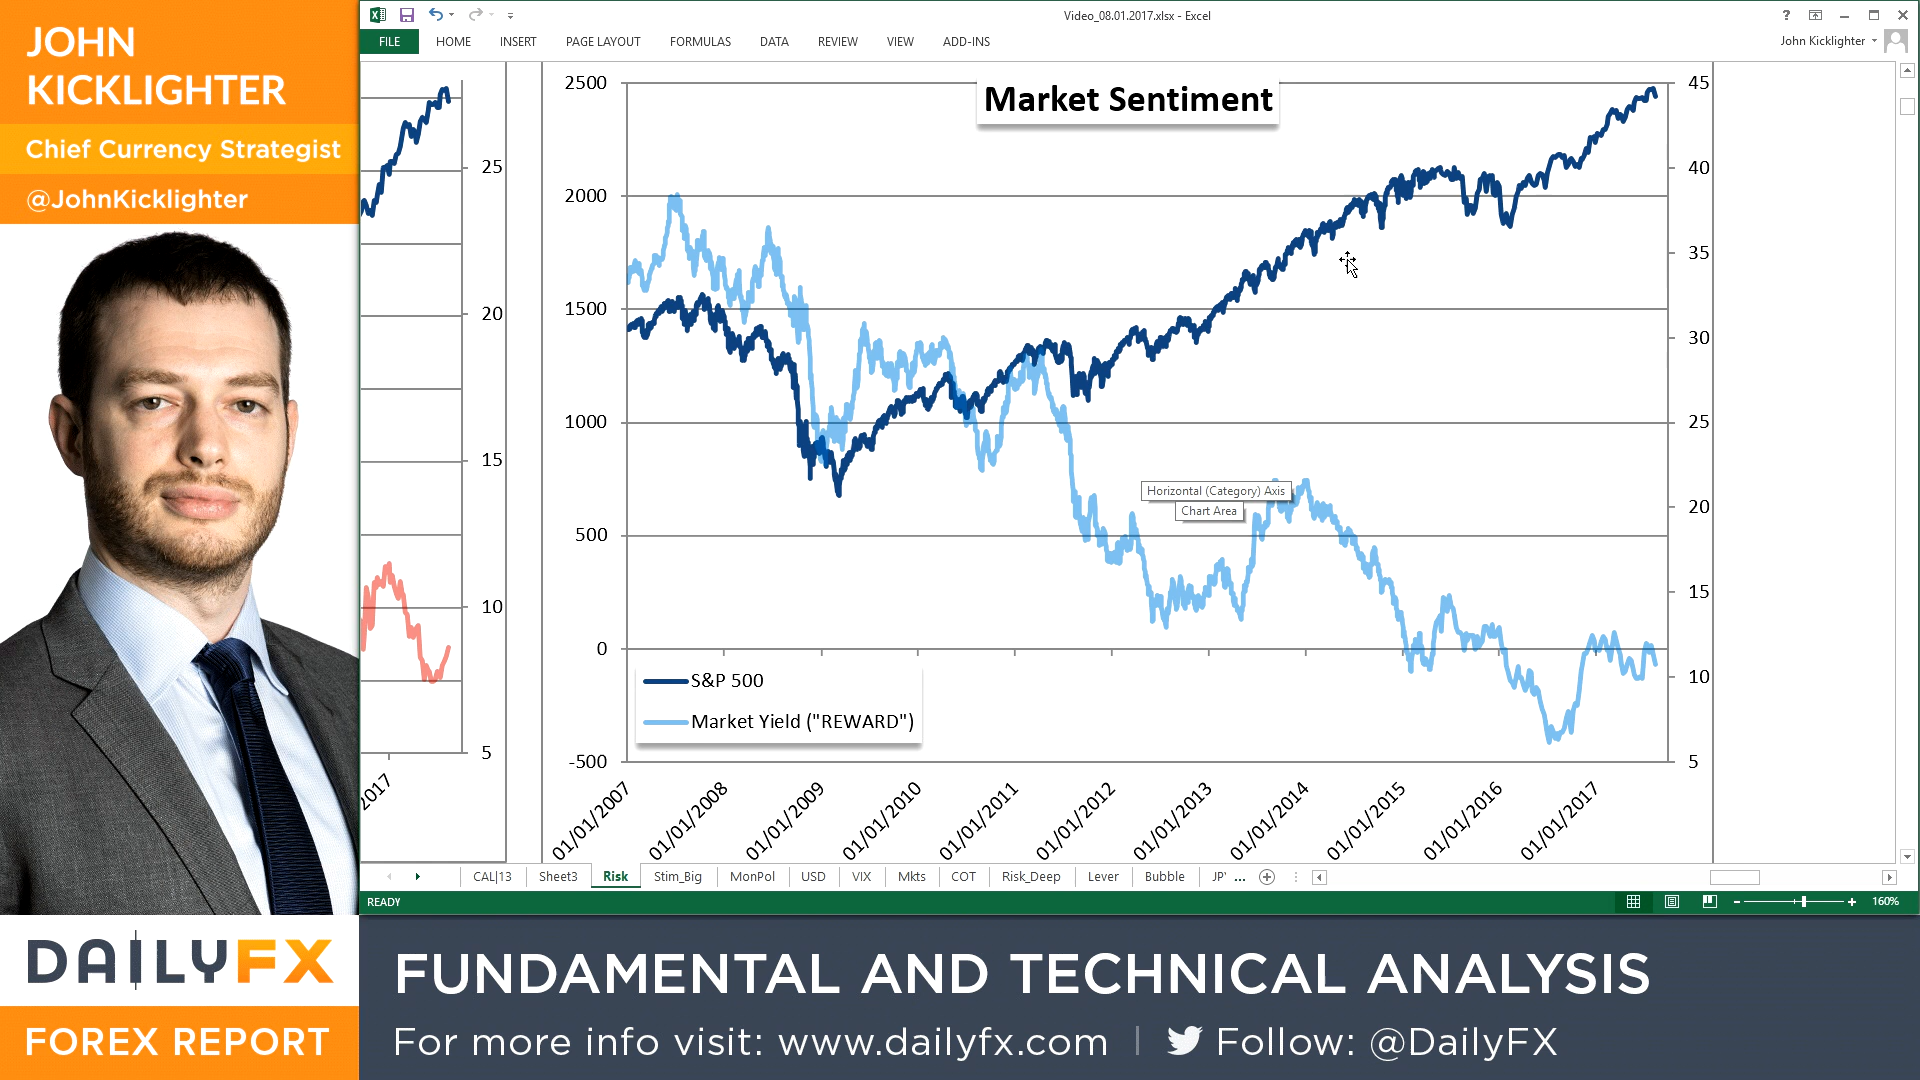 JOHN
KICKLIGHTER
Chief Currency Strategist
@JohnKicklighter
Video_08.01.2017.xlsx - Excel
?
FILE HOME INSERT PAGE LAYOUT FORMULAS DATA REVIEW VIEW ADD-INS
John Kicklighter
25
20
15
10
5
2017
Market Sentiment
2500
2000
1500
1000
500
0
-500
45
40
35
30
25
20
15
10
5
Horizontal (Category) Axis
Chart Area
S&P 500
Market Yield ("REWARD")
01/01/2007
01/01/2008
01/01/2009
01/01/2010
01/01/2011
01/01/2012
01/01/2013
01/01/2014
01/01/2015
01/01/2016
01/01/2017
CAL|13 Sheet3 Risk Stim_Big MonPol USD VIX Mkts COT Risk_Deep Lever Bubble JP' ...
READY
160%
DAILYFX
FOREX REPORT
FUNDAMENTAL AND TECHNICAL ANALYSIS
For more info visit: www.dailyfx.com | Follow: @DailyFX